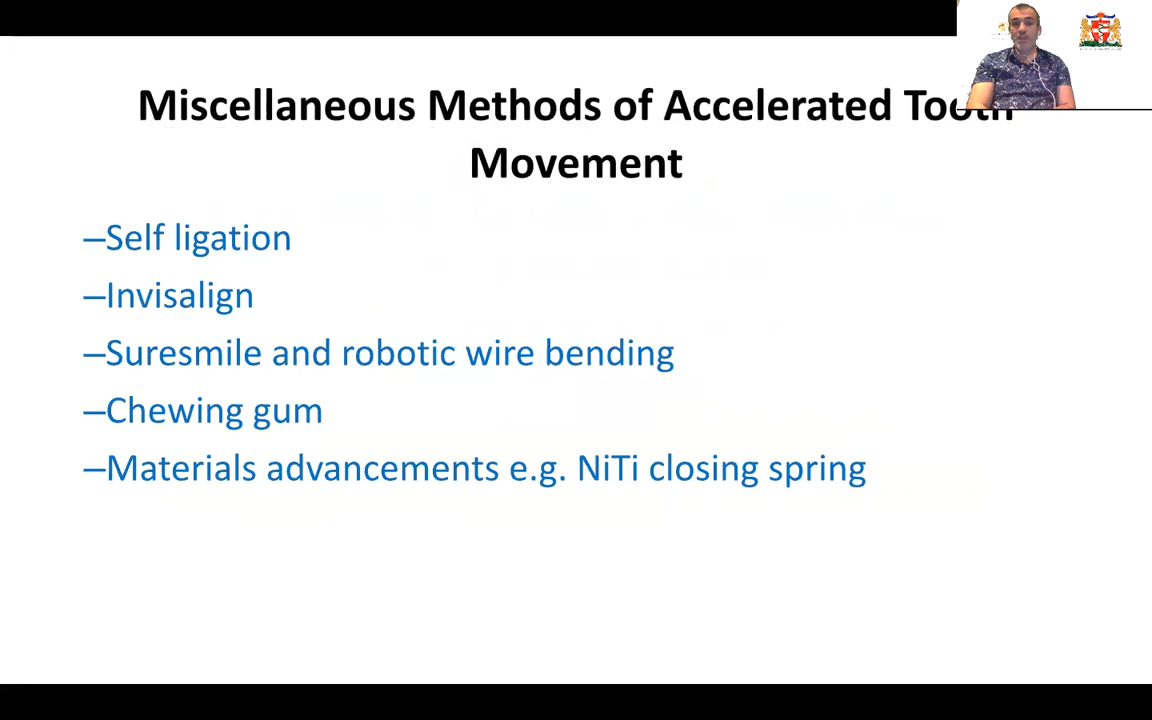 Miscellaneous Methods of Accelerated Tooth
Movement
–Self ligation
–Invisalign
–Suresmile and robotic wire bending
–Chewing gum
–Materials advancements e.g. NiTi closing spring